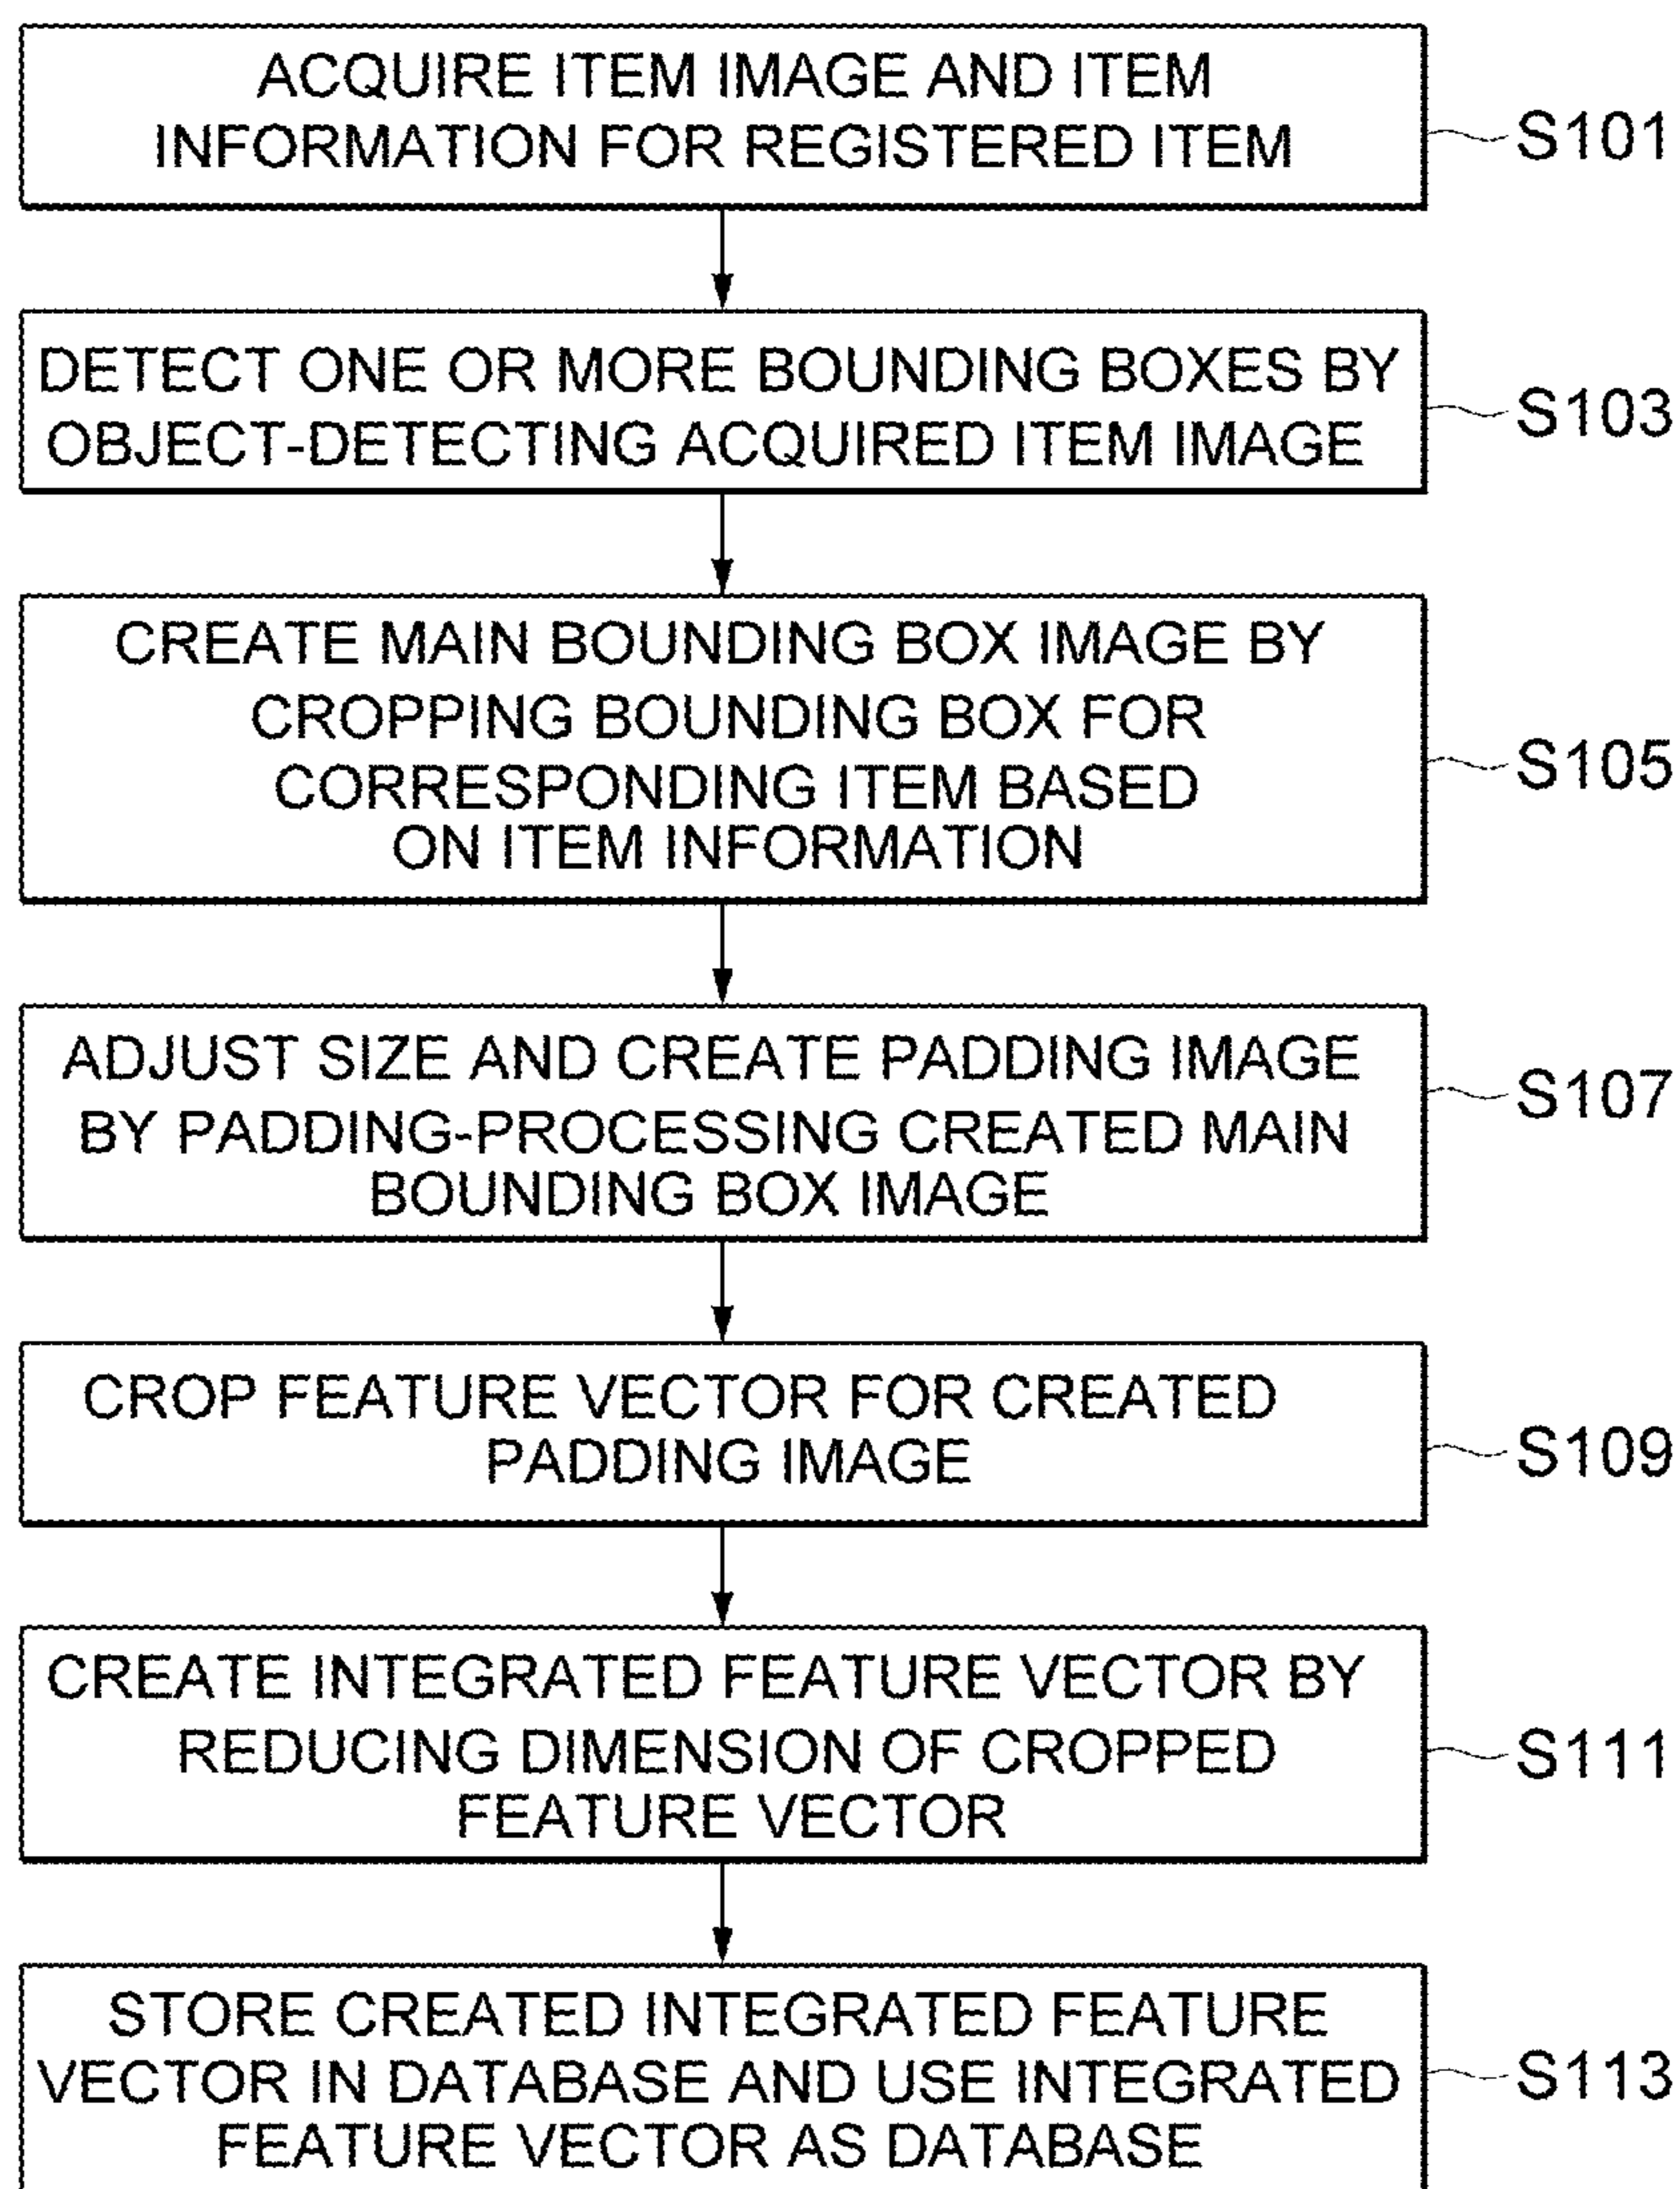 ACQUIRE ITEM IMAGE AND ITEM
INFORMATION FOR REGISTERED ITEM
S101
DETECT ONE OR MORE BOUNDING BOXES BY
OBJECT-DETECTING ACQUIRED ITEM IMAGE
S103
CREATE MAIN BOUNDING BOX IMAGE BY
CROPPING BOUNDING BOX FOR
CORRESPONDING ITEM BASED
ON ITEM INFORMATION
S105
ADJUST SIZE AND CREATE PADDING IMAGE
BY PADDING-PROCESSING CREATED MAIN
BOUNDING BOX IMAGE
S107
CROP FEATURE VECTOR FOR CREATED
PADDING IMAGE
S109
CREATE INTEGRATED FEATURE VECTOR BY
REDUCING DIMENSION OF CROPPED
FEATURE VECTOR
S111
STORE CREATED INTEGRATED FEATURE
VECTOR IN DATABASE AND USE INTEGRATED
FEATURE VECTOR AS DATABASE
S113